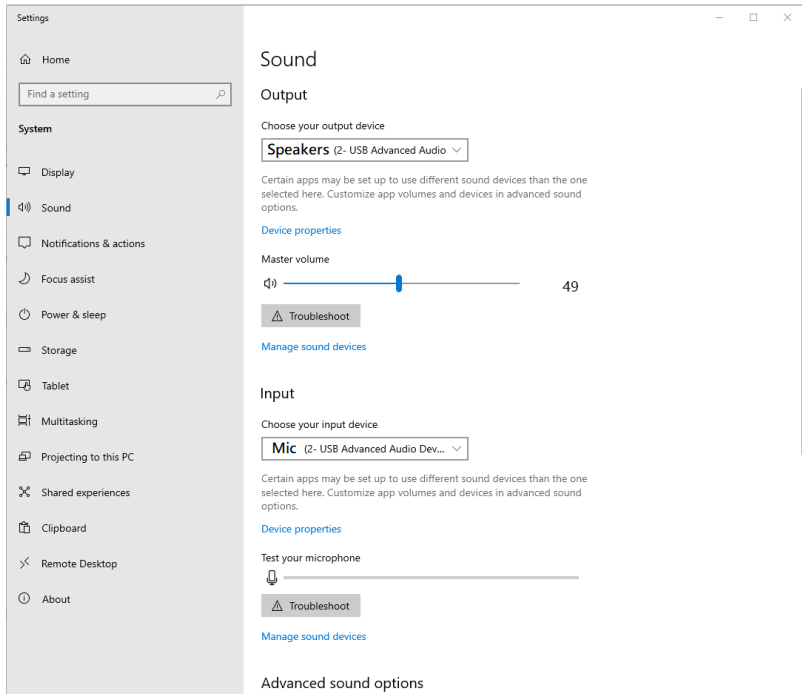 Settings
Home
Find a setting
System
Display
Sound
Notifications & actions
Focus assist
Power & sleep
Storage
Tablet
Multitasking
Projecting to this PC
Shared experiences
Clipboard
Remote Desktop
About
Sound
Output
Choose your output device
Speakers (2- USB Advanced Audio
Certain apps may be set up to use different sound devices than the one
selected here. Customize app volumes and devices in advanced sound
options.
Device properties
Master volume
49
Troubleshoot
Manage sound devices
Input
Choose your input device
Mic (2- USB Advanced Audio Dev...
Certain apps may be set up to use different sound devices than the one
selected here. Customize app volumes and devices in advanced sound
options.
Device properties
Test your microphone
Troubleshoot
Manage sound devices
Advanced sound options